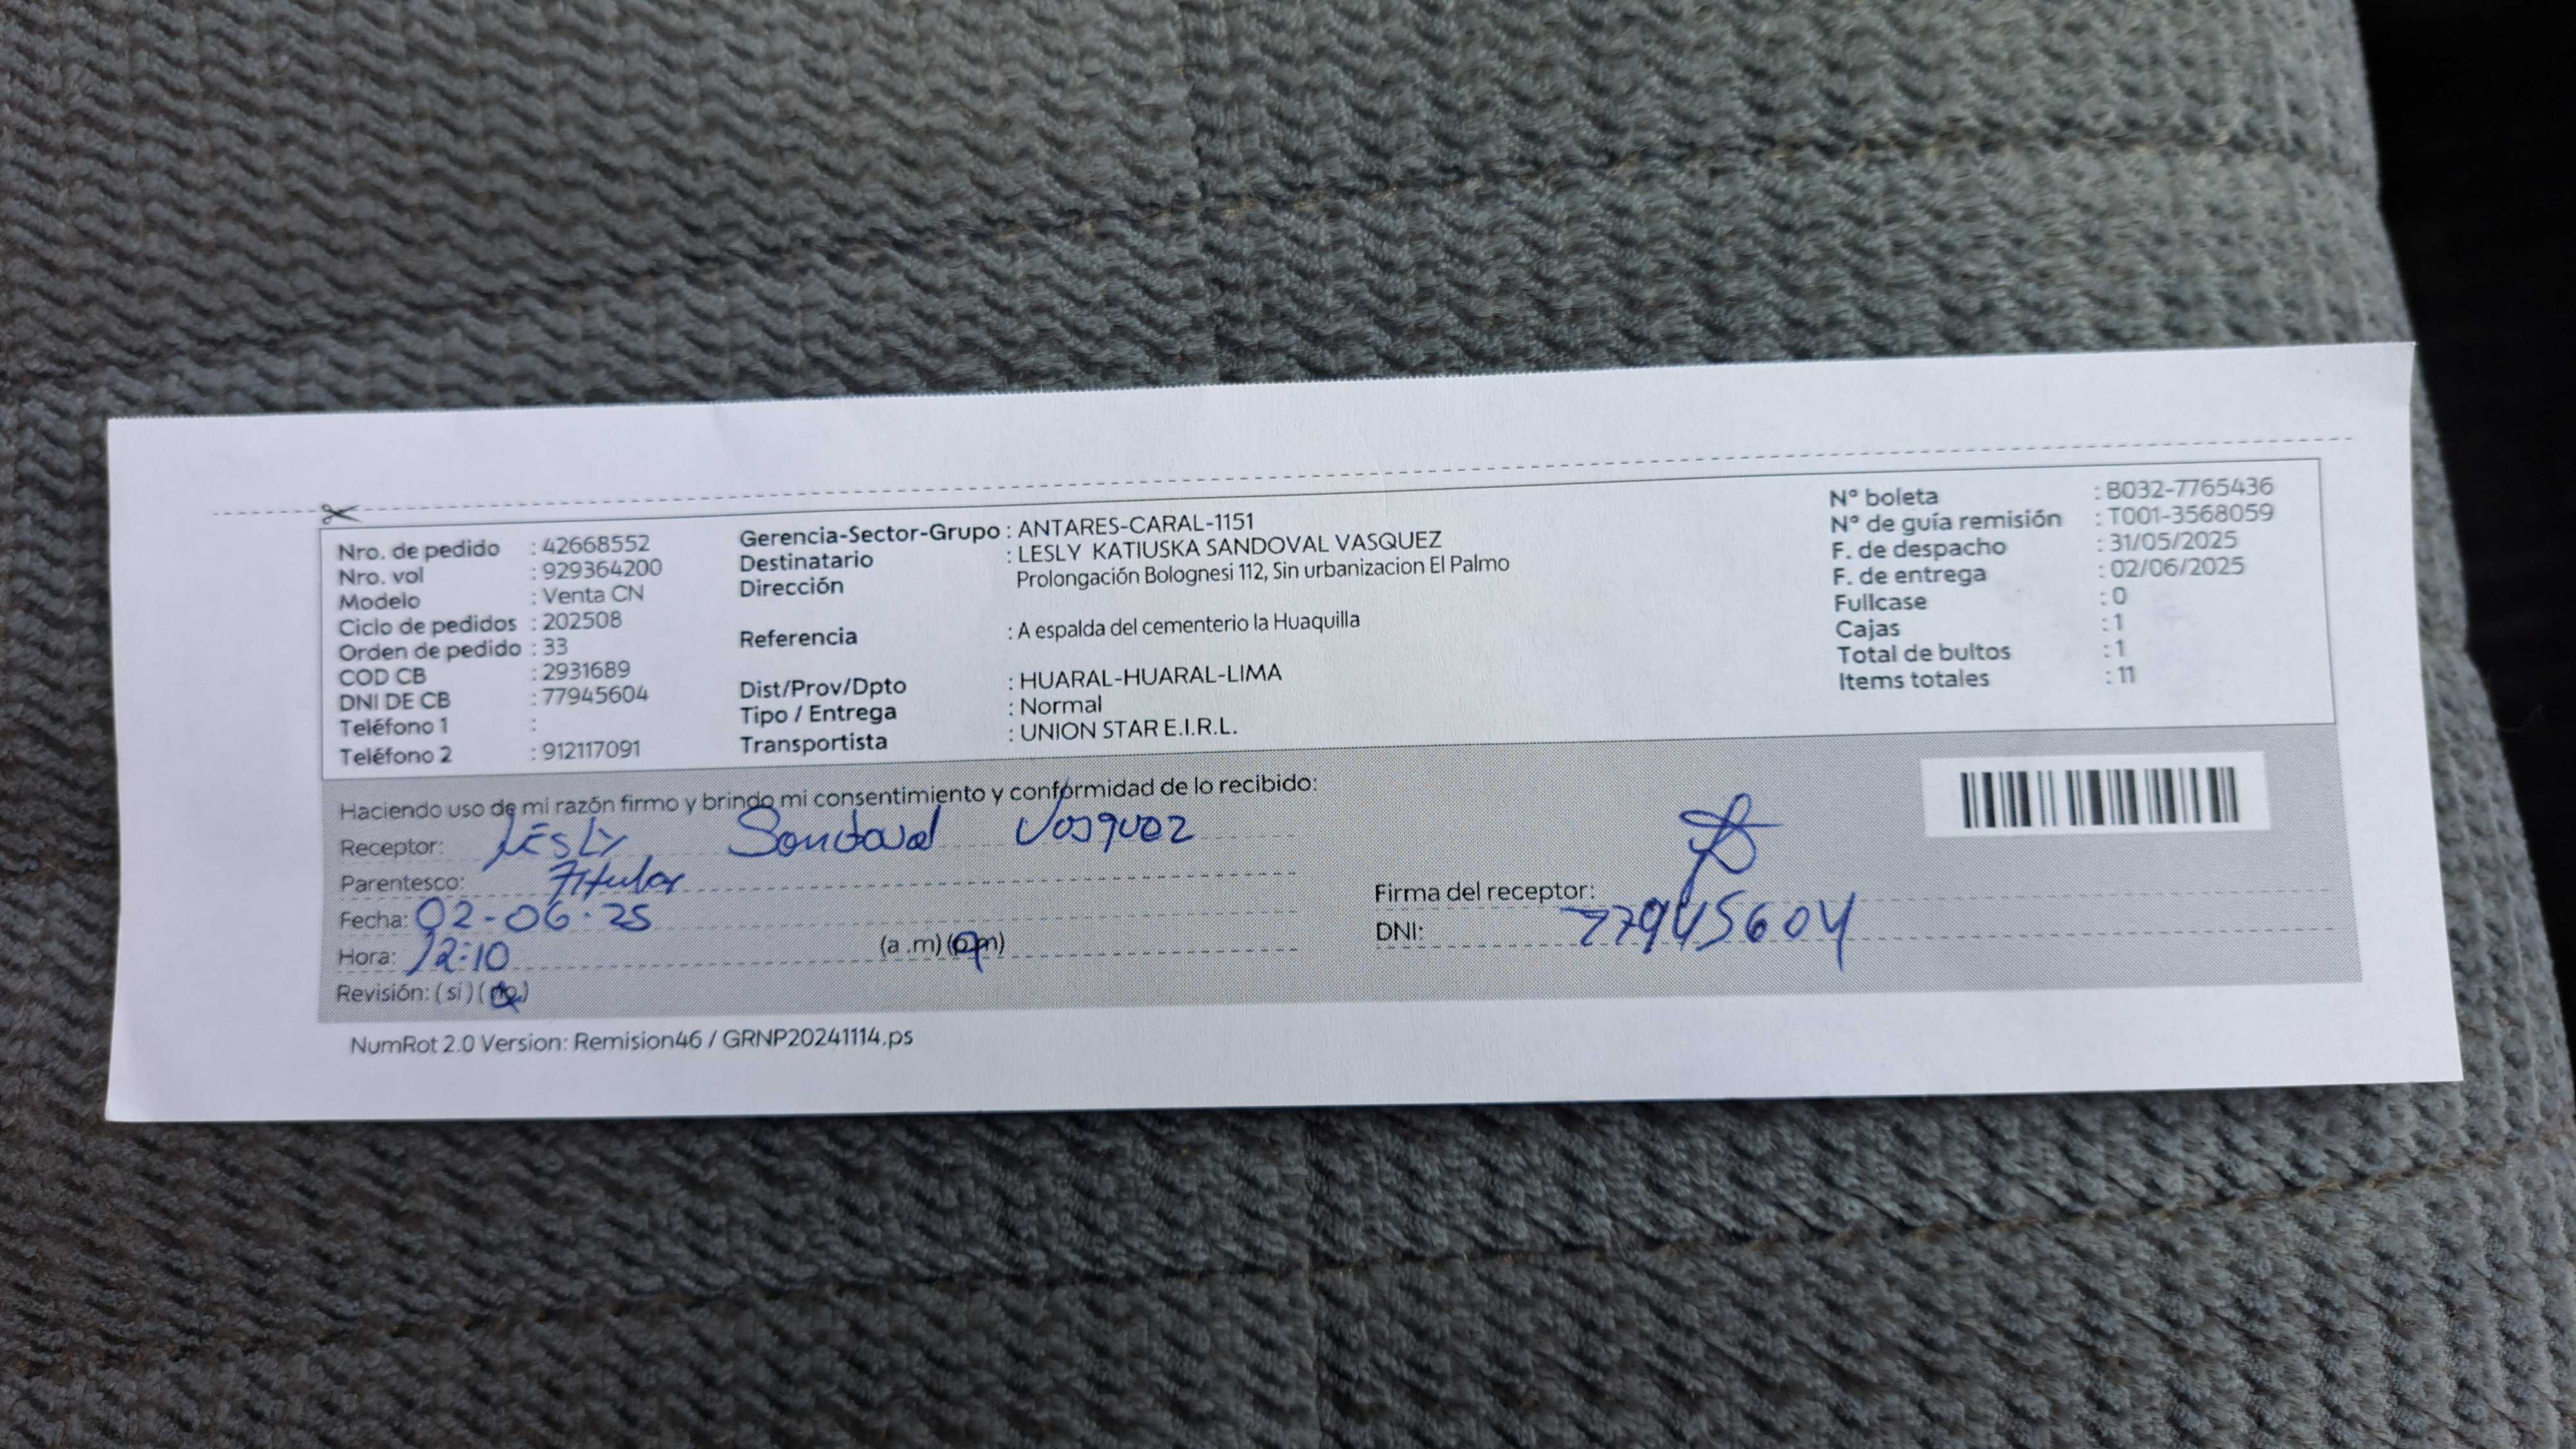 Nro. de pedido : 42668552
Nro. vol : 929364200
Modelo : Venta CN
Ciclo de pedidos : 202508
Orden de pedido : 33
COD CB : 2931689
DNI DE CB : 77945604
Teléfono 1 :
Teléfono 2 : 912117091
Gerencia-Sector-Grupo : ANTARES-CARAL-1151
Destinatario : LESLY KATIUSKA SANDOVAL VASQUEZ
Dirección Prolongación Bolognesi 112, Sin urbanizacion El Palmo
Referencia : A espalda del cementerio la Huaquilla
Dist/Prov/Dpto : HUARAL-HUARAL-LIMA
Tipo / Entrega : Normal
Transportista : UNION STAR E.I.R.L.
N° boleta : B032-7765436
N° de guía remisión : T001-3568059
F. de despacho : 31/05/2025
F. de entrega : 02/06/2025
Fullcase : 0
Cajas : 1
Total de bultos : 1
Items totales : 11
Haciendo uso de mi razón firmo y brindo mi consentimiento y conformidad de lo recibido:
Receptor: LESLY Sandoval Vasquez
Parentesco: Titular
Fecha: 02-06-25
Hora: 12:10 (a .m) (p.m)
Revisión: ( si ) ( no )
Firma del receptor:
DNI: 77945604
NumRot 2.0 Version: Remision46 / GRNP20241114.ps